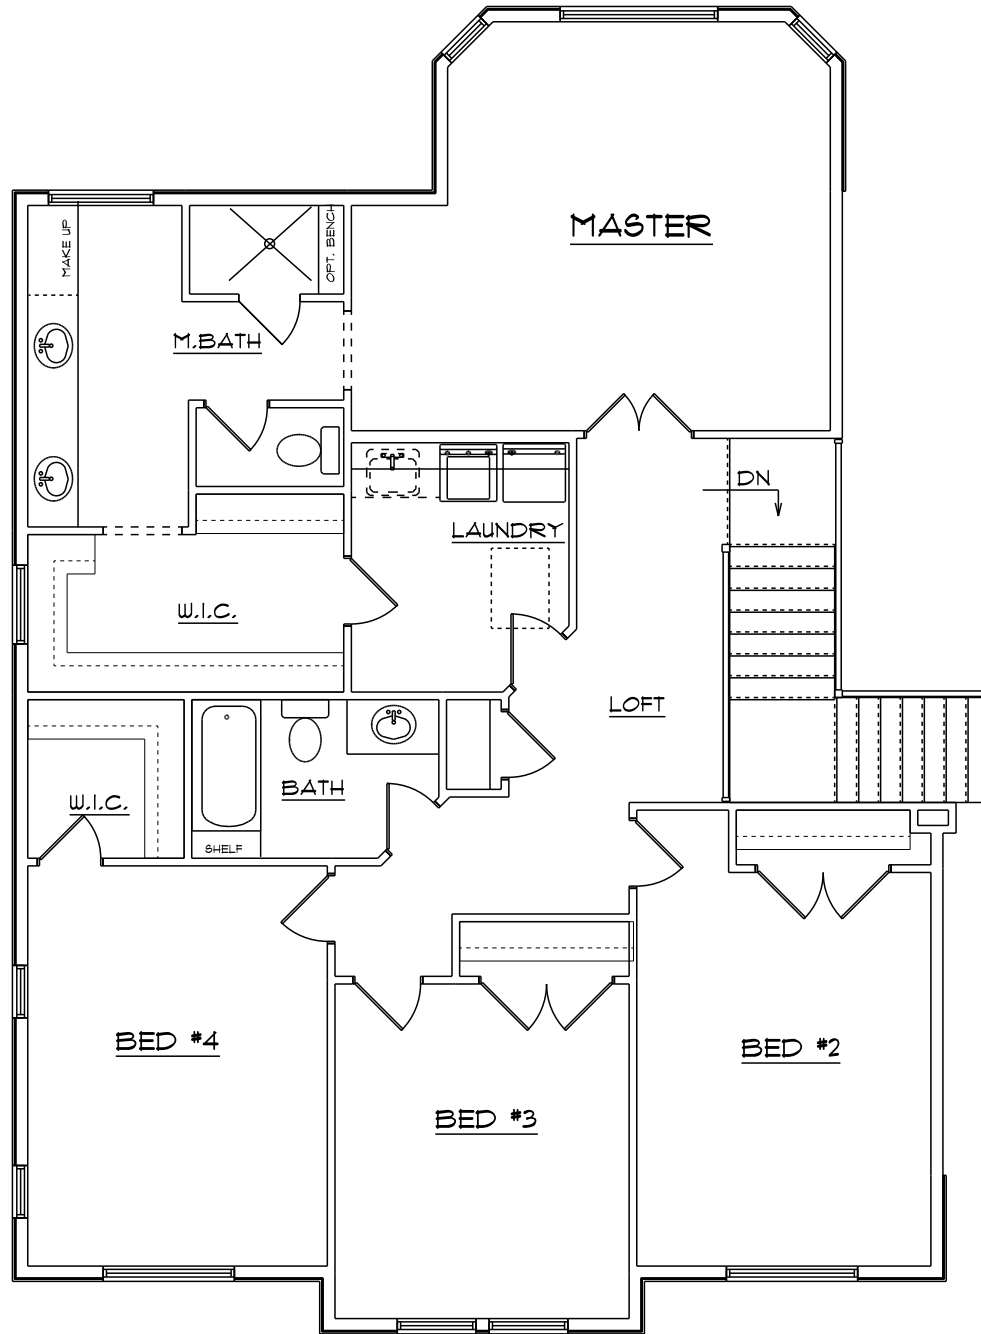 MASTER
MAKE UP
OPT. BENCH
M.BATH
DN
LAUNDRY
W.I.C.
LOFT
BATH
W.I.C.
SHELF
BED #4
BED #2
BED #3